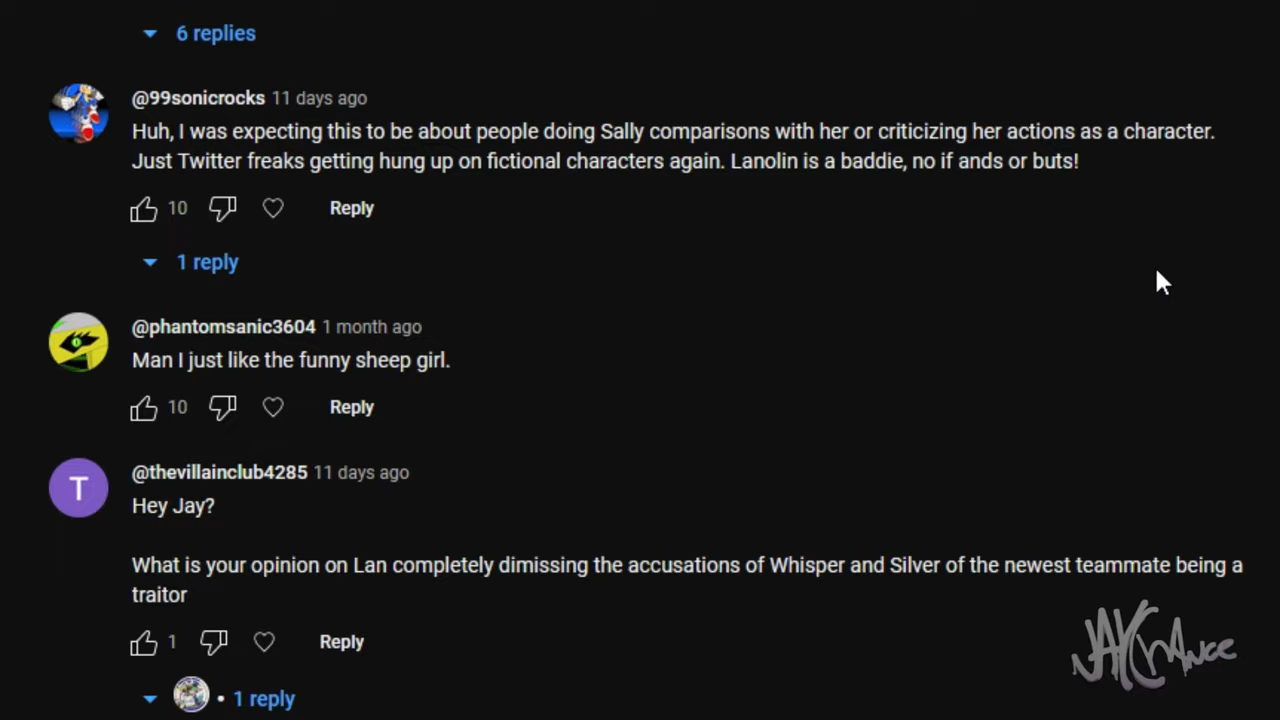 6 replies
@99sonicrocks 11 days ago
Huh, I was expecting this to be about people doing Sally comparisons with her or criticizing her actions as a character.
Just Twitter freaks getting hung up on fictional characters again. Lanolin is a baddie, no if ands or buts!
10 Reply
1 reply
@phantomsanic3604 1 month ago
Man I just like the funny sheep girl.
10 Reply
T
@thevillainclub4285 11 days ago
Hey Jay?
What is your opinion on Lan completely dimissing the accusations of Whisper and Silver of the newest teammate being a
traitor
JAYChANce
1 Reply
• 1 reply